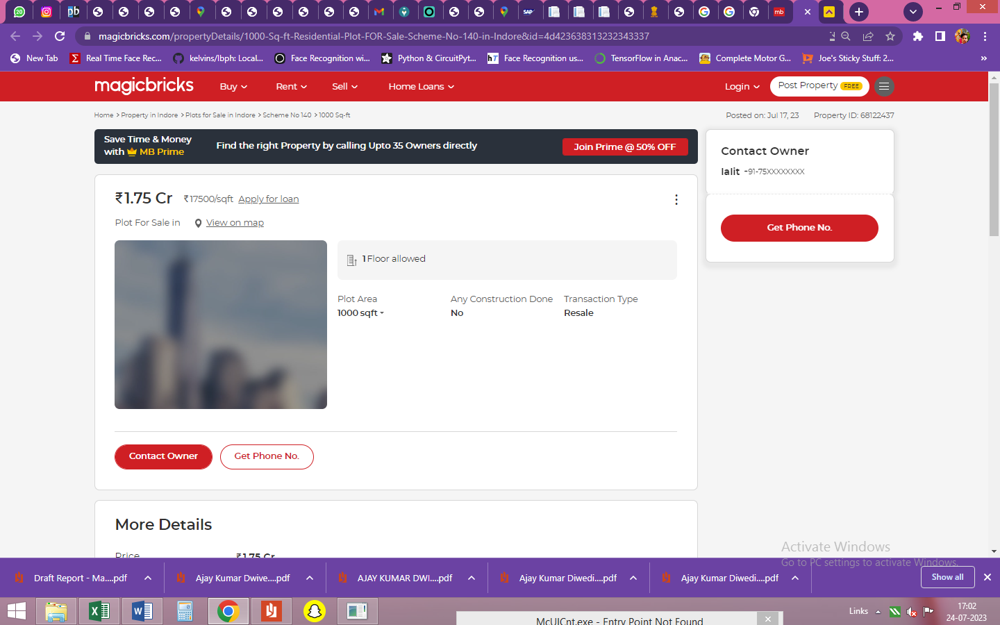 20
pb
SAP
mb
magicbricks.com/propertyDetails/1000-Sq-ft-Residential-Plot-FOR-Sale-Scheme-No-140-in-Indore&id=4d423638313232343337
New Tab
Real Time Face Rec...
kelvins/lbph: Local...
Face Recognition wi...
Python & CircuitPyt...
hT
Face Recognition us...
TensorFlow in Anac...
Complete Motor G...
Joe's Sticky Stuff: 2...
»
magicbricks
Buy
Rent
Sell
Home Loans
Login
Post Property FREE
Home > Property in Indore > Plots for Sale in Indore > Scheme No 140 > 1000 Sq-ft
Posted on: Jul 17, 23
Property ID: 68122437
Save Time & Money
with MB Prime
Find the right Property by calling Upto 35 Owners directly
Join Prime @ 50% OFF
Contact Owner
lalit +91-75XXXXXXXX
Get Phone No.
₹1.75 Cr ₹17500/sqft Apply for loan
Plot For Sale in View on map
1 Floor allowed
Plot Area
1000 sqft
Any Construction Done
No
Transaction Type
Resale
Contact Owner
Get Phone No.
More Details
Price ₹1.75 Cr
Activate Windows
Go to PC settings to activate Windows.
Draft Report - Ma....pdf
Ajay Kumar Dwive....pdf
AJAY KUMAR DWI....pdf
Ajay Kumar Diwedi....pdf
Ajay Kumar Diwedi....pdf
Show all
McUICnt.exe - Entry Point Not Found
Links
17:02
24-07-2023